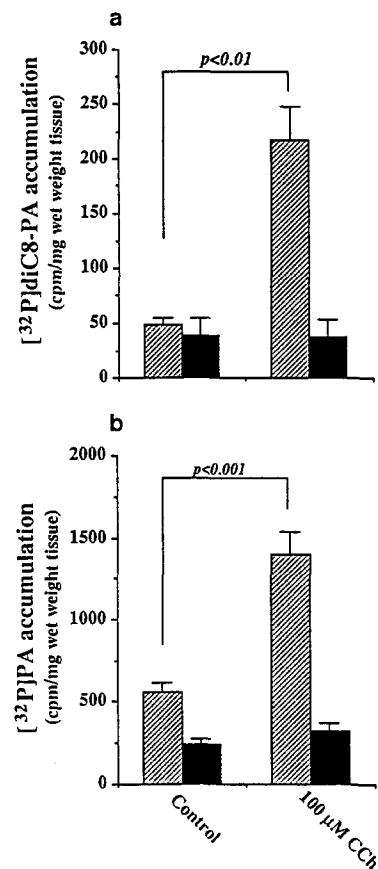 a
p<0.01
[³²P]diC8-PA accumulation
(cpm/mg wet weight tissue)
300
250
200
150
100
50
0
b
p<0.001
[³²P]PA accumulation
(cpm/mg wet weight tissue)
2000
1500
1000
500
0
Control
100 μM CCh